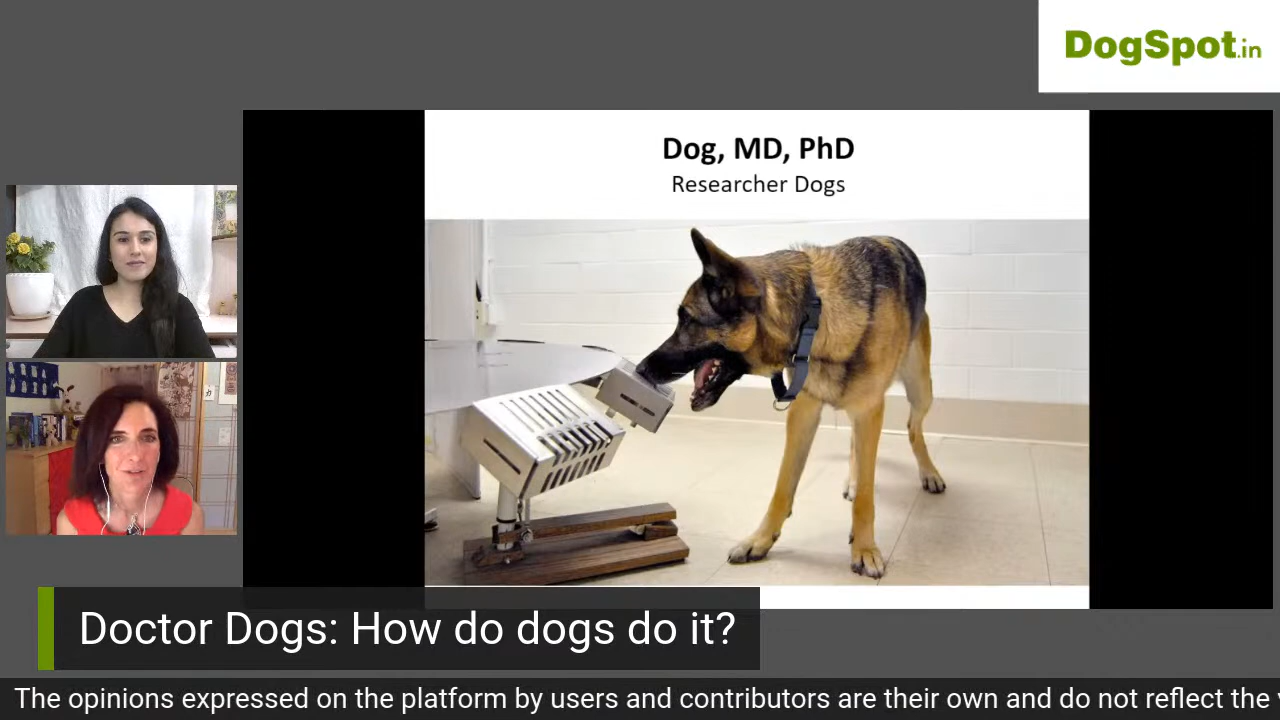 DogSpot.in
Dog, MD, PhD
Researcher Dogs
Doctor Dogs: How do dogs do it?
The opinions expressed on the platform by users and contributors are their own and do not reflect the